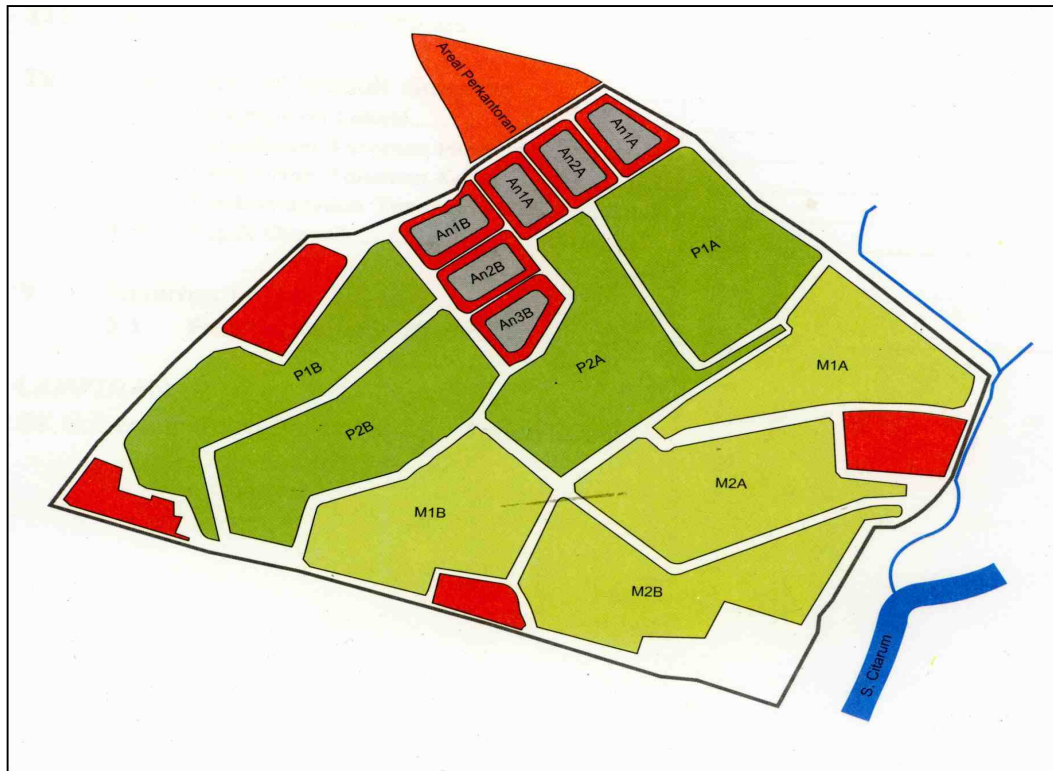 Areal Perkantoran
An1A
An2A
An1A
An1B
An2B
An3B
P1A
P1B
P2A
P2B
M1A
M2A
M1B
M2B
S. Citarum